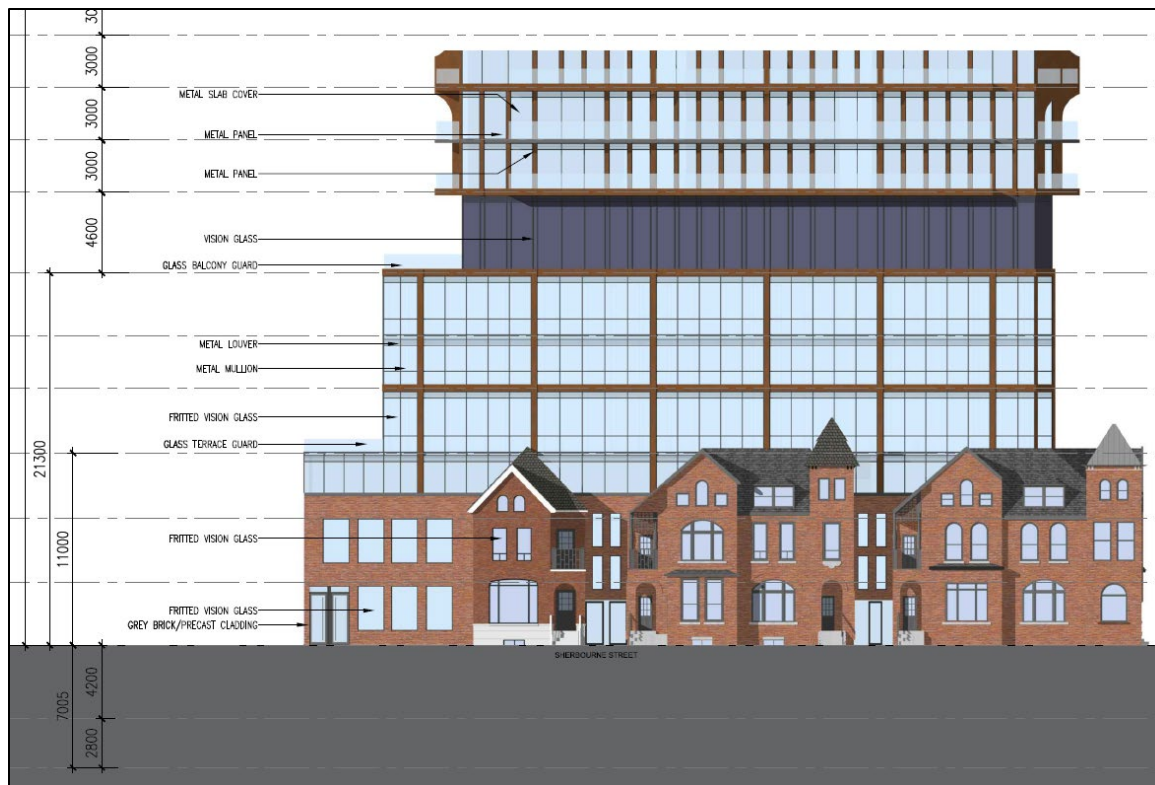 30
3000
3000
3000
4600
21300
11000
7005
4200
2800
METAL SLAB COVER
METAL PANEL
METAL PANEL
VISION GLASS
GLASS BALCONY GUARD
METAL LOUVER
METAL MULLION
FRITTED VISION GLASS
GLASS TERRACE GUARD
FRITTED VISION GLASS
FRITTED VISION GLASS
GREY BRICK/PRECAST CLADDING
SHERBOURNE STREET